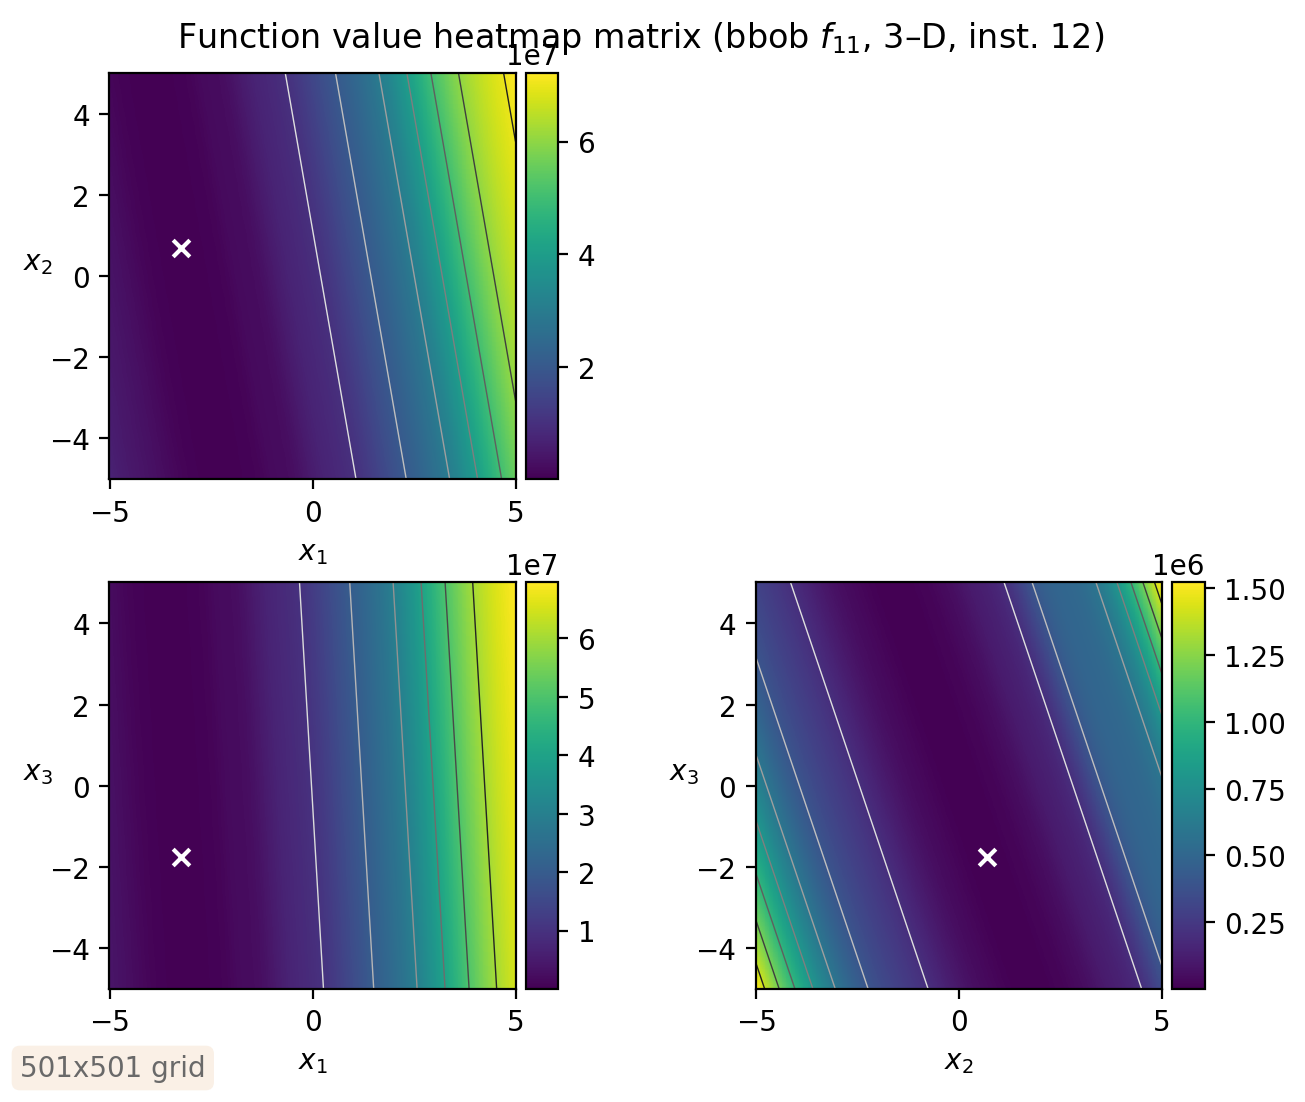 Function value heatmap matrix (bbob f₁₁, 3–D, inst. 12)
1e7
4
2
0
−2
−4
x₂
−5 0 5
x₁
6
4
2
1e7
4
2
0
−2
−4
x₃
−5 0 5
x₁
6
5
4
3
2
1
1e6
4
2
0
−2
−4
x₃
−5 0 5
x₂
1.50
1.25
1.00
0.75
0.50
0.25
501x501 grid